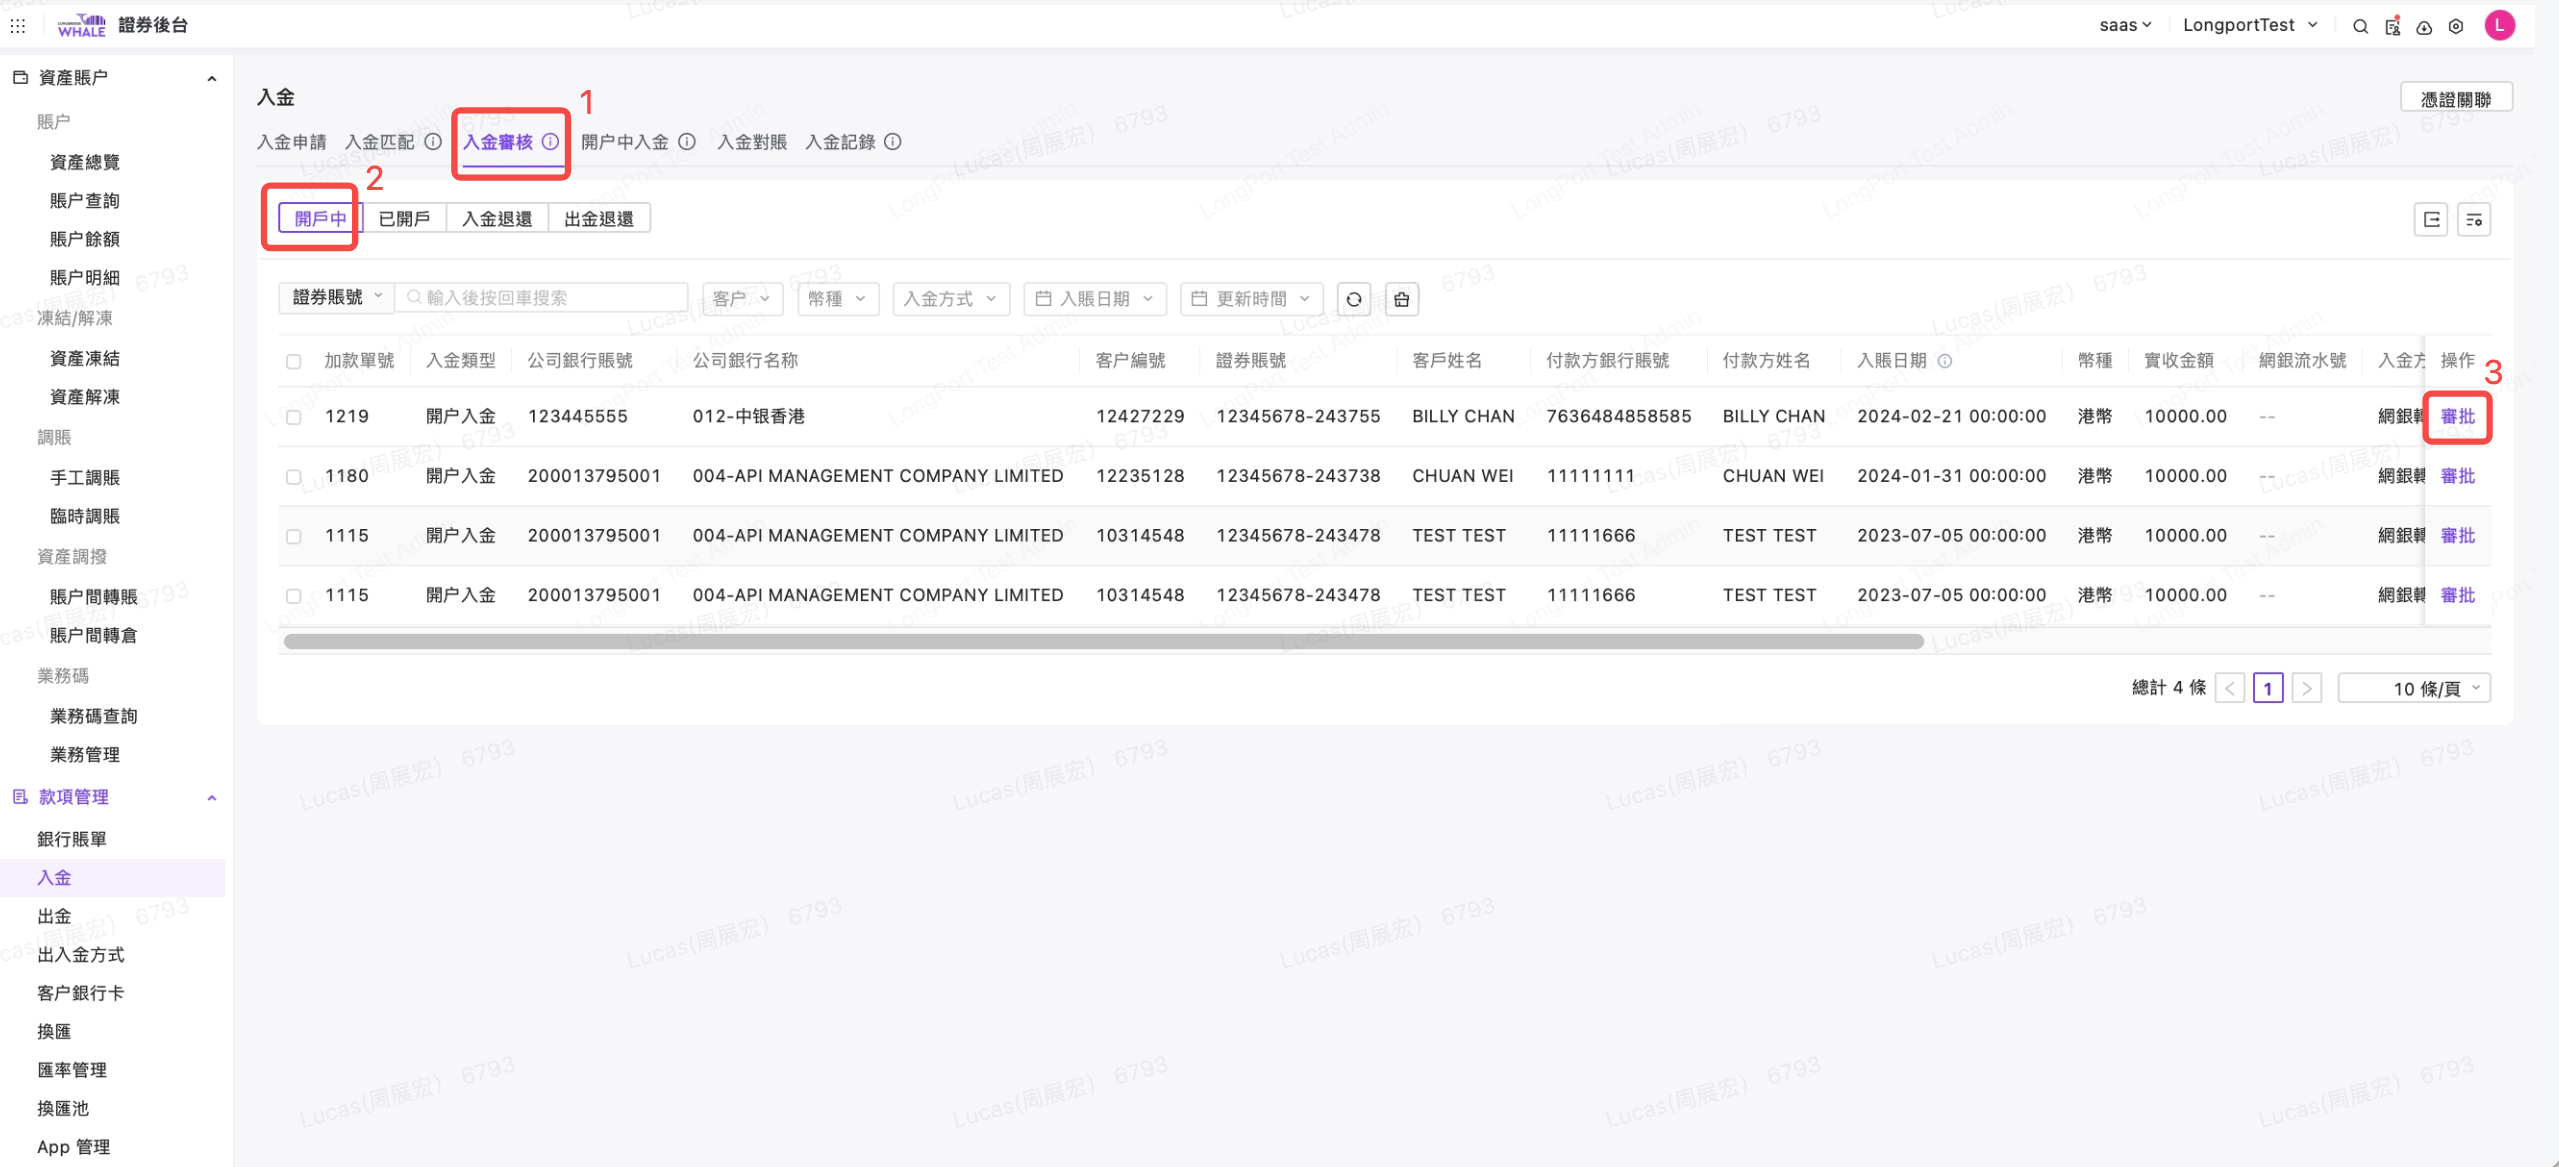 LONGBRIDGE
WHALE
證券後台
saas
LongportTest
L
資產賬户
賬户
資產總覽
賬户查詢
賬户餘額
賬户明細
凍結/解凍
資產凍結
資產解凍
調賬
手工調賬
臨時調賬
資產調撥
賬户間轉賬
賬户間轉倉
業務碼
業務碼查詢
業務管理
款項管理
銀行賬單
入金
出金
出入金方式
客户銀行卡
換匯
匯率管理
換匯池
App 管理
入金
憑證關聯
1
入金申請 入金匹配 入金審核 開户中入金 入金對賬 入金記錄
2
開戶中 已開戶 入金退還 出金退還
證券賬號 輸入後按回車搜索 客户 幣種 入金方式 入賬日期 更新時間
加款單號 入金類型 公司銀行賬號 公司銀行名称 客户編號 證券賬號 客戶姓名 付款方銀行賬號 付款方姓名 入賬日期 幣種 實收金額 網銀流水號 入金方 操作
3
1219 開户入金 123445555 012-中银香港 12427229 12345678-243755 BILLY CHAN 7636484858585 BILLY CHAN 2024-02-21 00:00:00 港幣 10000.00 -- 網銀轉 審批
1180 開户入金 200013795001 004-API MANAGEMENT COMPANY LIMITED 12235128 12345678-243738 CHUAN WEI 11111111 CHUAN WEI 2024-01-31 00:00:00 港幣 10000.00 -- 網銀轉 審批
1115 開户入金 200013795001 004-API MANAGEMENT COMPANY LIMITED 10314548 12345678-243478 TEST TEST 11111666 TEST TEST 2023-07-05 00:00:00 港幣 10000.00 -- 網銀轉 審批
1115 開户入金 200013795001 004-API MANAGEMENT COMPANY LIMITED 10314548 12345678-243478 TEST TEST 11111666 TEST TEST 2023-07-05 00:00:00 港幣 10000.00 -- 網銀轉 審批
總計 4 條 < 1 > 10 條/頁
Lucas(周展宏) 6793
LongPort Test Admin